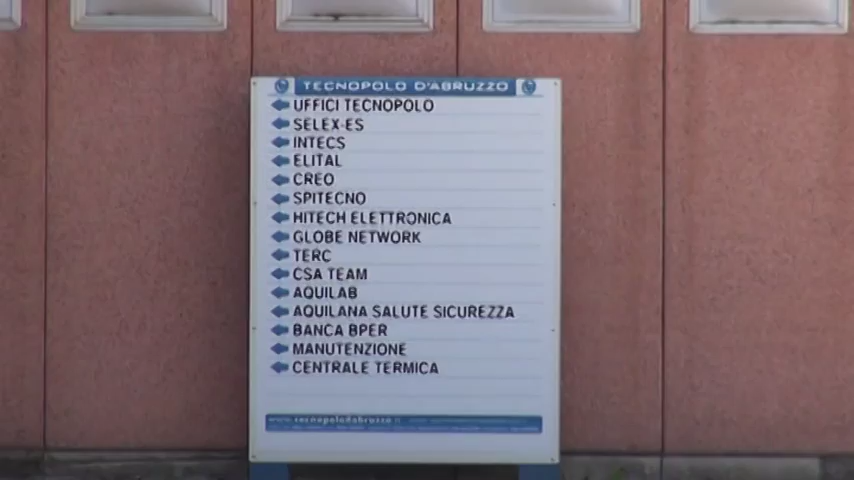 TECNOPOLO D'ABRUZZO
UFFICI TECNOPOLO
SELEX-ES
INTECS
ELITAL
CREO
SPITECNO
HITECH ELETTRONICA
GLOBE NETWORK
TERC
CSA TEAM
AQUILAB
AQUILANA SALUTE SICUREZZA
BANCA BPER
MANUTENZIONE
CENTRALE TERMICA
www.tecnopolodabruzzo.it